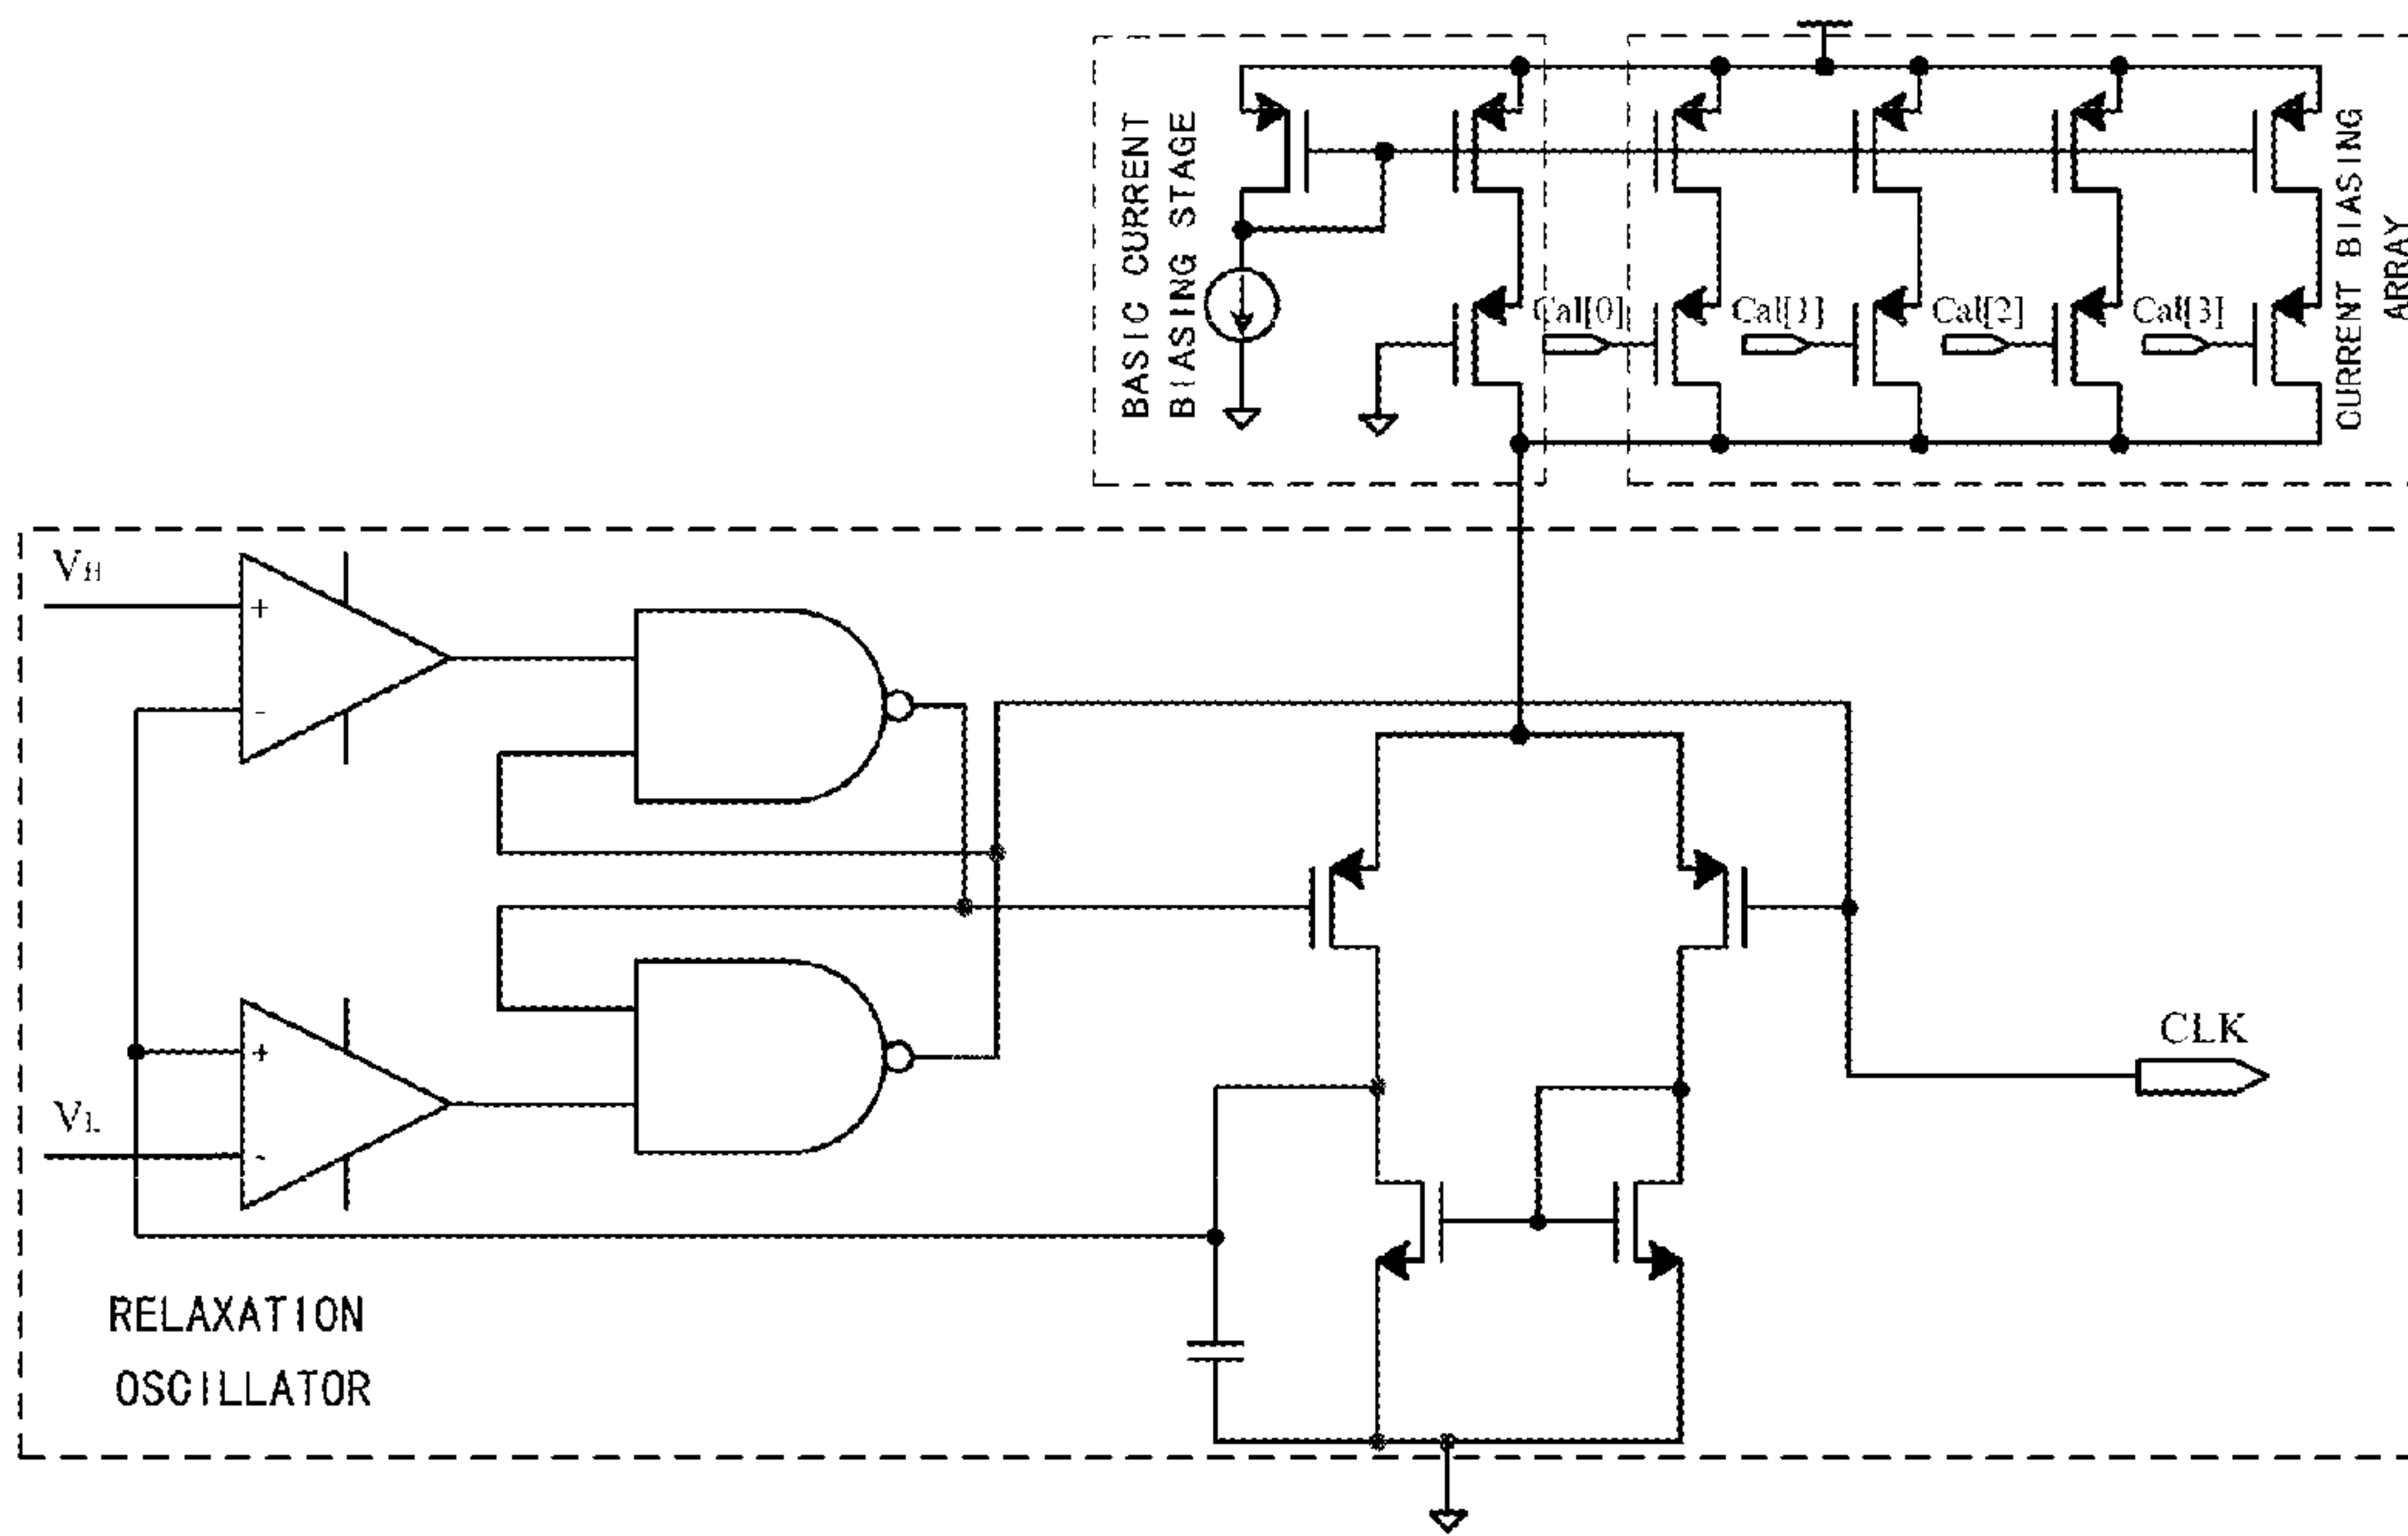 BASIC CURRENT
BIASING STAGE
Cal[0]
Cal[1]
Cal[2]
Cal[3]
CURRENT BIASING
ARRAY
VH
+
-
+
VL
-
CLK
RELAXATION
OSCILLATOR